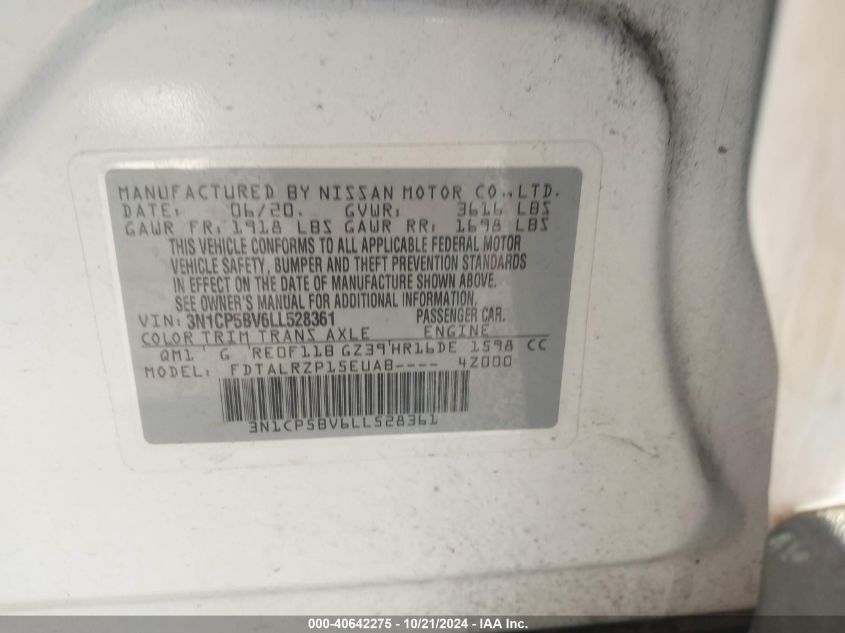 MANUFACTURED BY NISSAN MOTOR CO., LTD.
DATE: 06/20. GVWR: 3616 LBS
GAWR FR: 1918 LBS GAWR RR: 1698 LBS
THIS VEHICLE CONFORMS TO ALL APPLICABLE FEDERAL MOTOR
VEHICLE SAFETY, BUMPER AND THEFT PREVENTION STANDARDS
IN EFFECT ON THE DATE OF MANUFACTURE SHOWN ABOVE.
SEE OWNER'S MANUAL FOR ADDITIONAL INFORMATION.
VIN: 3N1CP5BV6LL528361 PASSENGER CAR.
COLOR TRIM TRANS AXLE ENGINE
QM1 G RE0F11B GZ39 HR16DE 1598 CC
MODEL: FDTALRZP15EUAB---- 42000
3N1CP5BV6LL528361
000-40642275 - 10/21/2024 - IAA Inc.